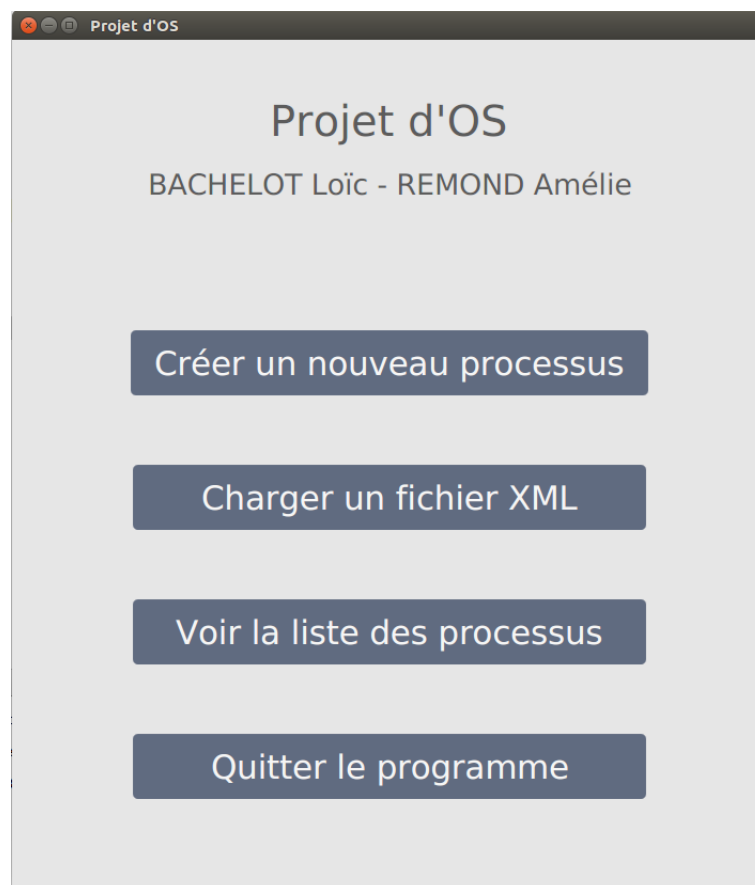 Projet d'OS
Projet d'OS
BACHELOT Loïc - REMOND Amélie
Créer un nouveau processus
Charger un fichier XML
Voir la liste des processus
Quitter le programme